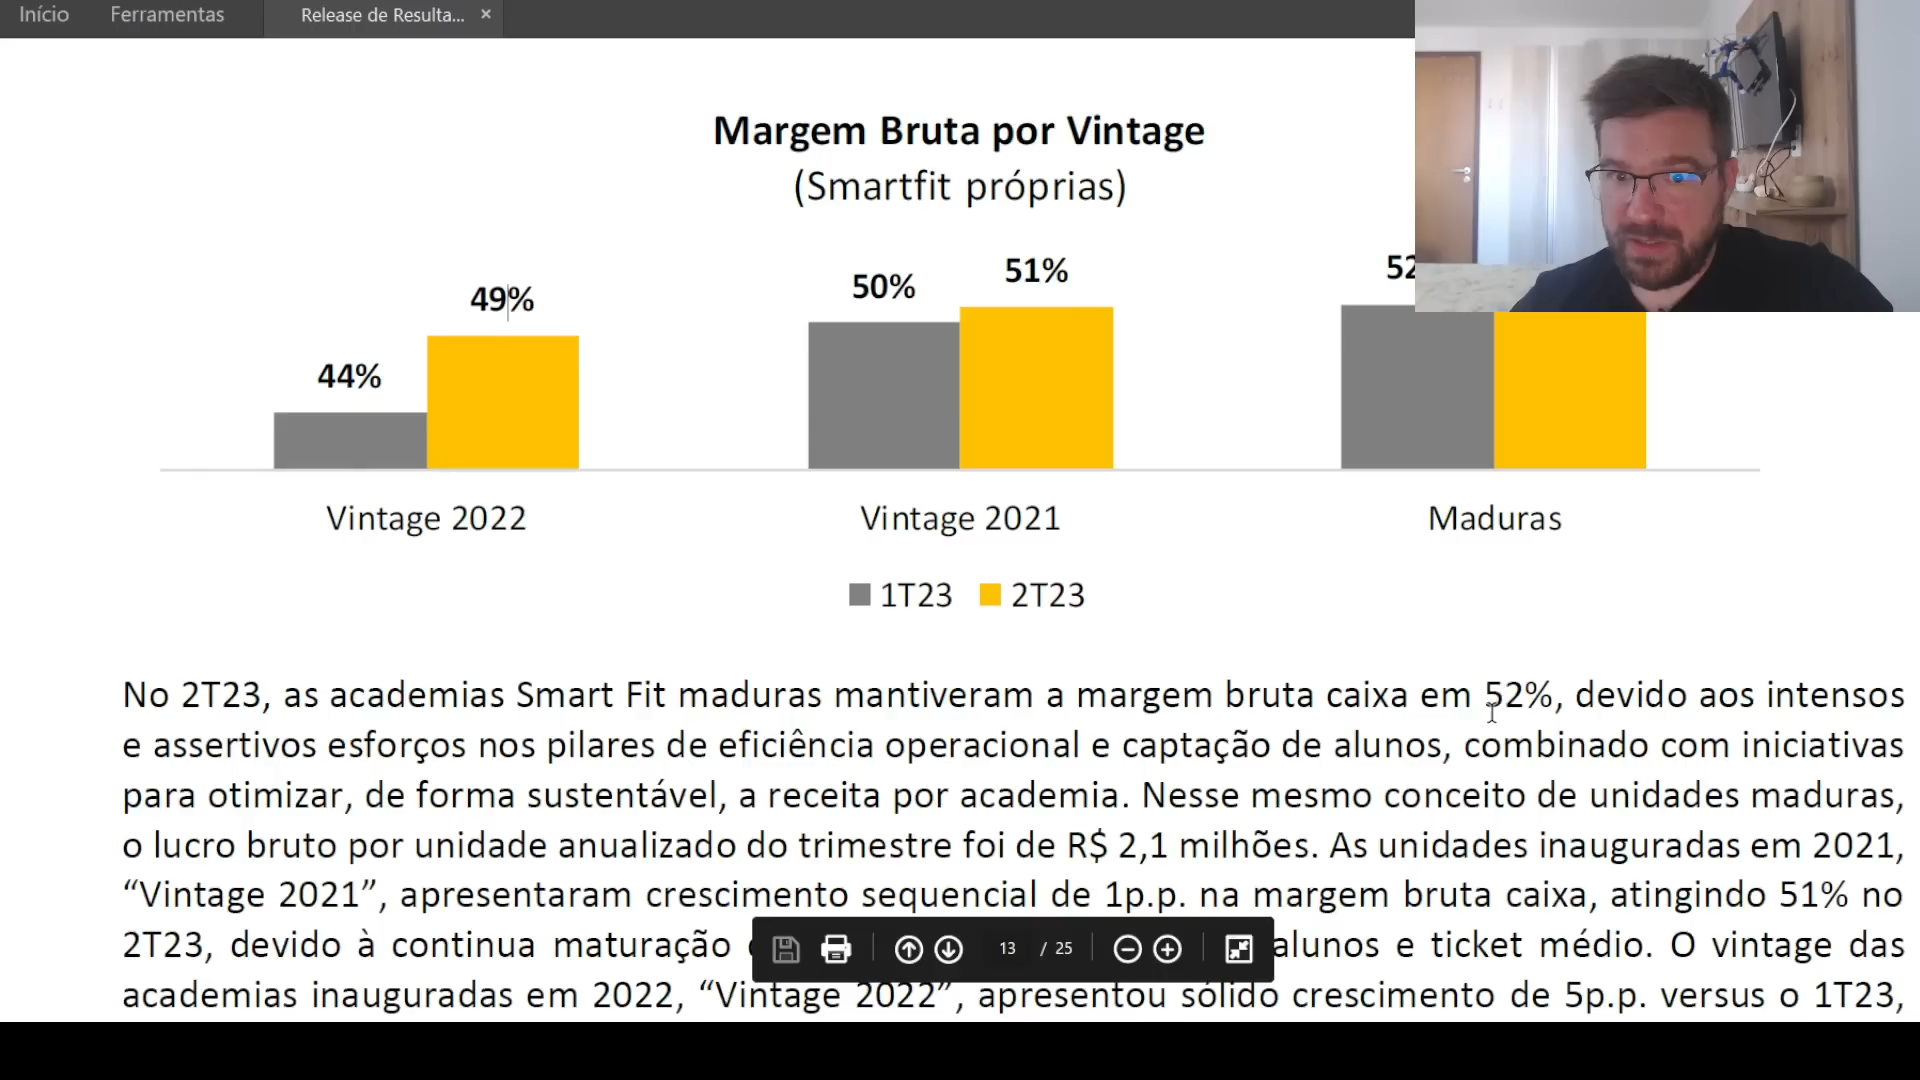 Início Ferramentas Release de Resulta... ×
Margem Bruta por Vintage
(Smartfit próprias)
44% 49% 50% 51% 52
Vintage 2022 Vintage 2021 Maduras
1T23 2T23
No 2T23, as academias Smart Fit maduras mantiveram a margem bruta caixa em 52%, devido aos intensos
e assertivos esforços nos pilares de eficiência operacional e captação de alunos, combinado com iniciativas
para otimizar, de forma sustentável, a receita por academia. Nesse mesmo conceito de unidades maduras,
o lucro bruto por unidade anualizado do trimestre foi de R$ 2,1 milhões. As unidades inauguradas em 2021,
“Vintage 2021”, apresentaram crescimento sequencial de 1p.p. na margem bruta caixa, atingindo 51% no
2T23, devido à continua maturação alunos e ticket médio. O vintage das
13 / 25
academias inauguradas em 2022, “Vintage 2022”, apresentou sólido crescimento de 5p.p. versus o 1T23,